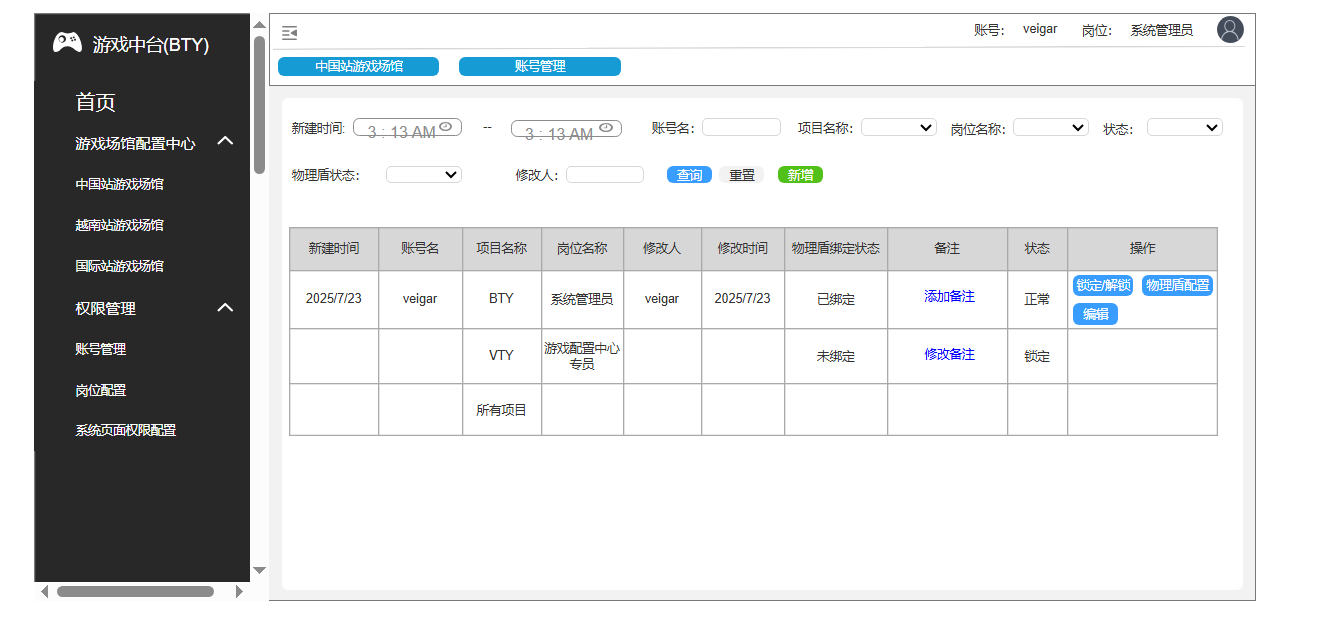 游戏中台(BTY)
首页
游戏场馆配置中心
中国站游戏场馆
越南站游戏场馆
国际站游戏场馆
权限管理
账号管理
岗位配置
系统页面权限配置
账号: veigar 岗位: 系统管理员
中国站游戏场馆 账号管理
新建时间: 3 : 13 AM -- 3 : 13 AM 账号名: 项目名称: 岗位名称: 状态:
物理盾状态: 修改人: 查询 重置 新增
新建时间 账号名 项目名称 岗位名称 修改人 修改时间 物理盾绑定状态 备注 状态 操作
2025/7/23 veigar BTY 系统管理员 veigar 2025/7/23 已绑定 添加备注 正常 锁定/解锁 物理盾配置
编辑
VTY 游戏配置中心 未绑定 修改备注 锁定
专员
所有项目